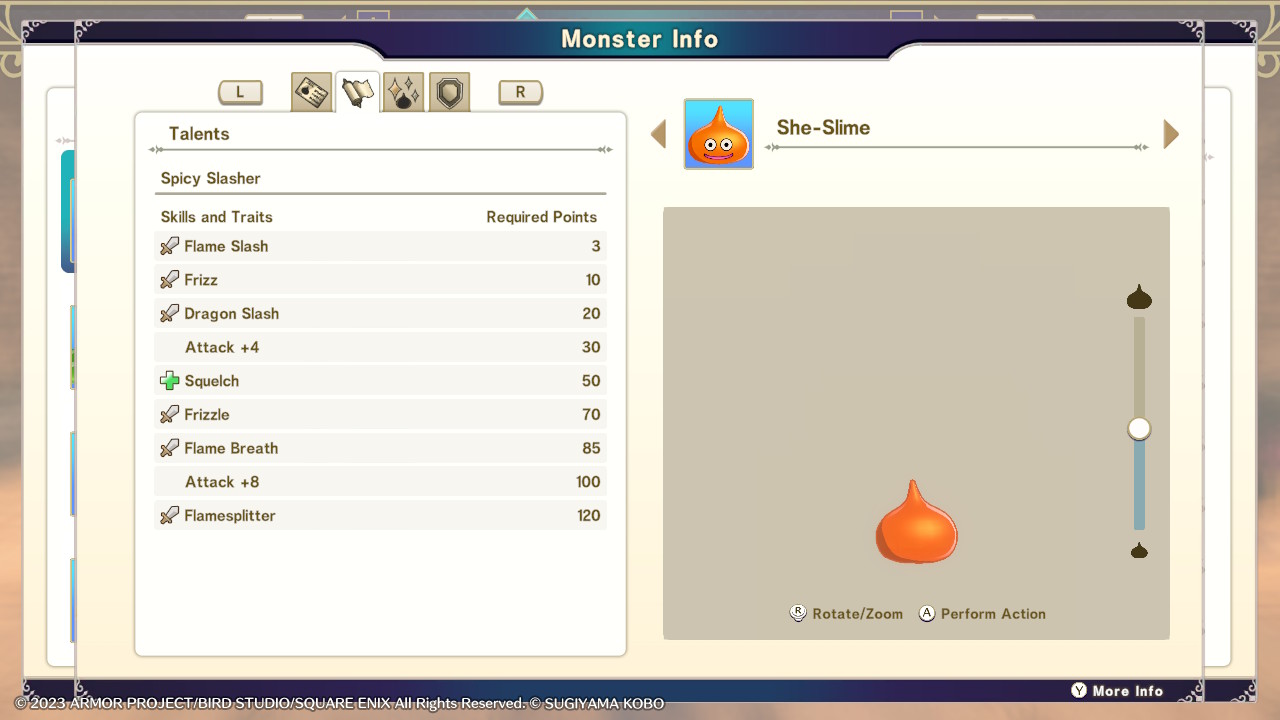 Monster Info
L
R
Talents
Spicy Slasher
Skills and Traits Required Points
Flame Slash 3
Frizz 10
Dragon Slash 20
Attack +4 30
Squelch 50
Frizzle 70
Flame Breath 85
Attack +8 100
Flamesplitter 120
She-Slime
R Rotate/Zoom A Perform Action
Y More Info
© 2023 ARMOR PROJECT/BIRD STUDIO/SQUARE ENIX All Rights Reserved. © SUGIYAMA KOBO